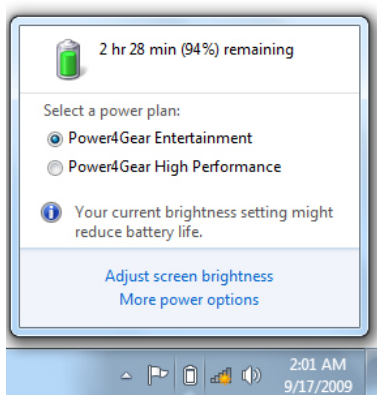 2 hr 28 min (94%) remaining
Select a power plan:
Power4Gear Entertainment
Power4Gear High Performance
Your current brightness setting might
reduce battery life.
Adjust screen brightness
More power options
2:01 AM
9/17/2009